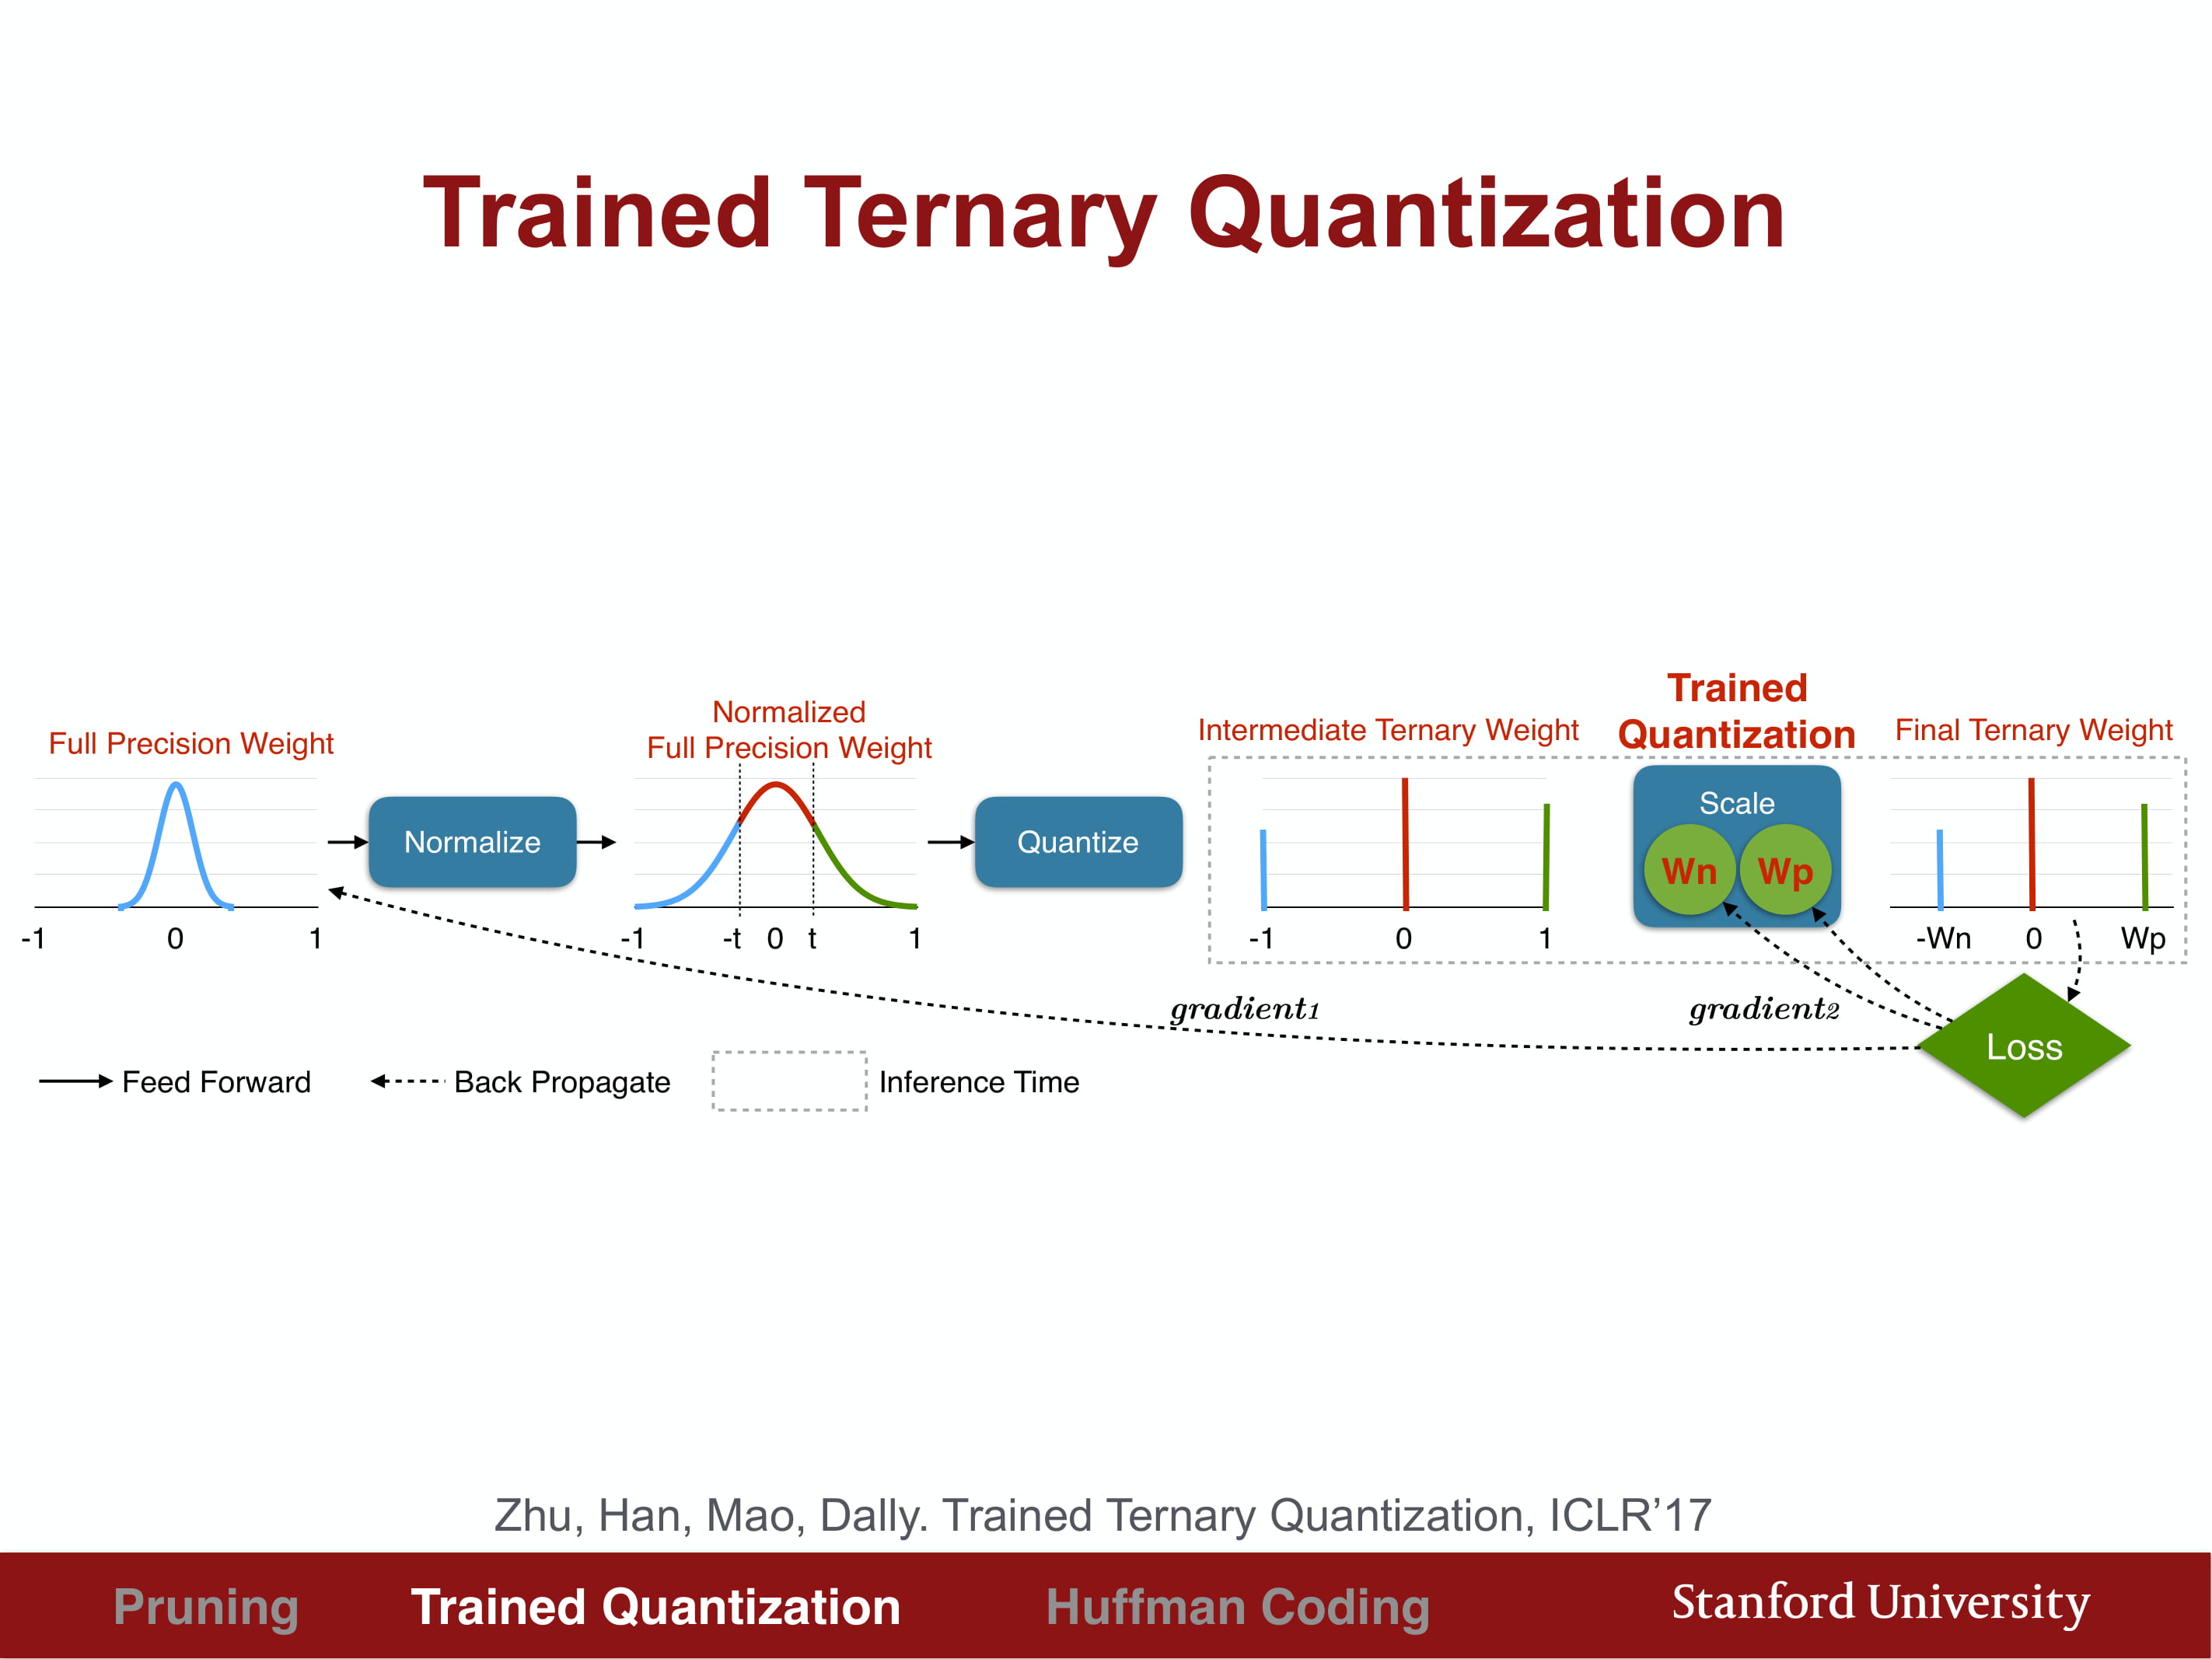 Trained Ternary Quantization
Full Precision Weight
-1 0 1
Normalize
Normalized
Full Precision Weight
-1 -t 0 t 1
Quantize
Intermediate Ternary Weight
-1 0 1
Trained
Quantization
Scale
Wn Wp
Final Ternary Weight
-Wn 0 Wp
gradient1
gradient2
Loss
Feed Forward
Back Propagate
Inference Time
Zhu, Han, Mao, Dally. Trained Ternary Quantization, ICLR’17
Pruning
Trained Quantization
Huffman Coding
Stanford University